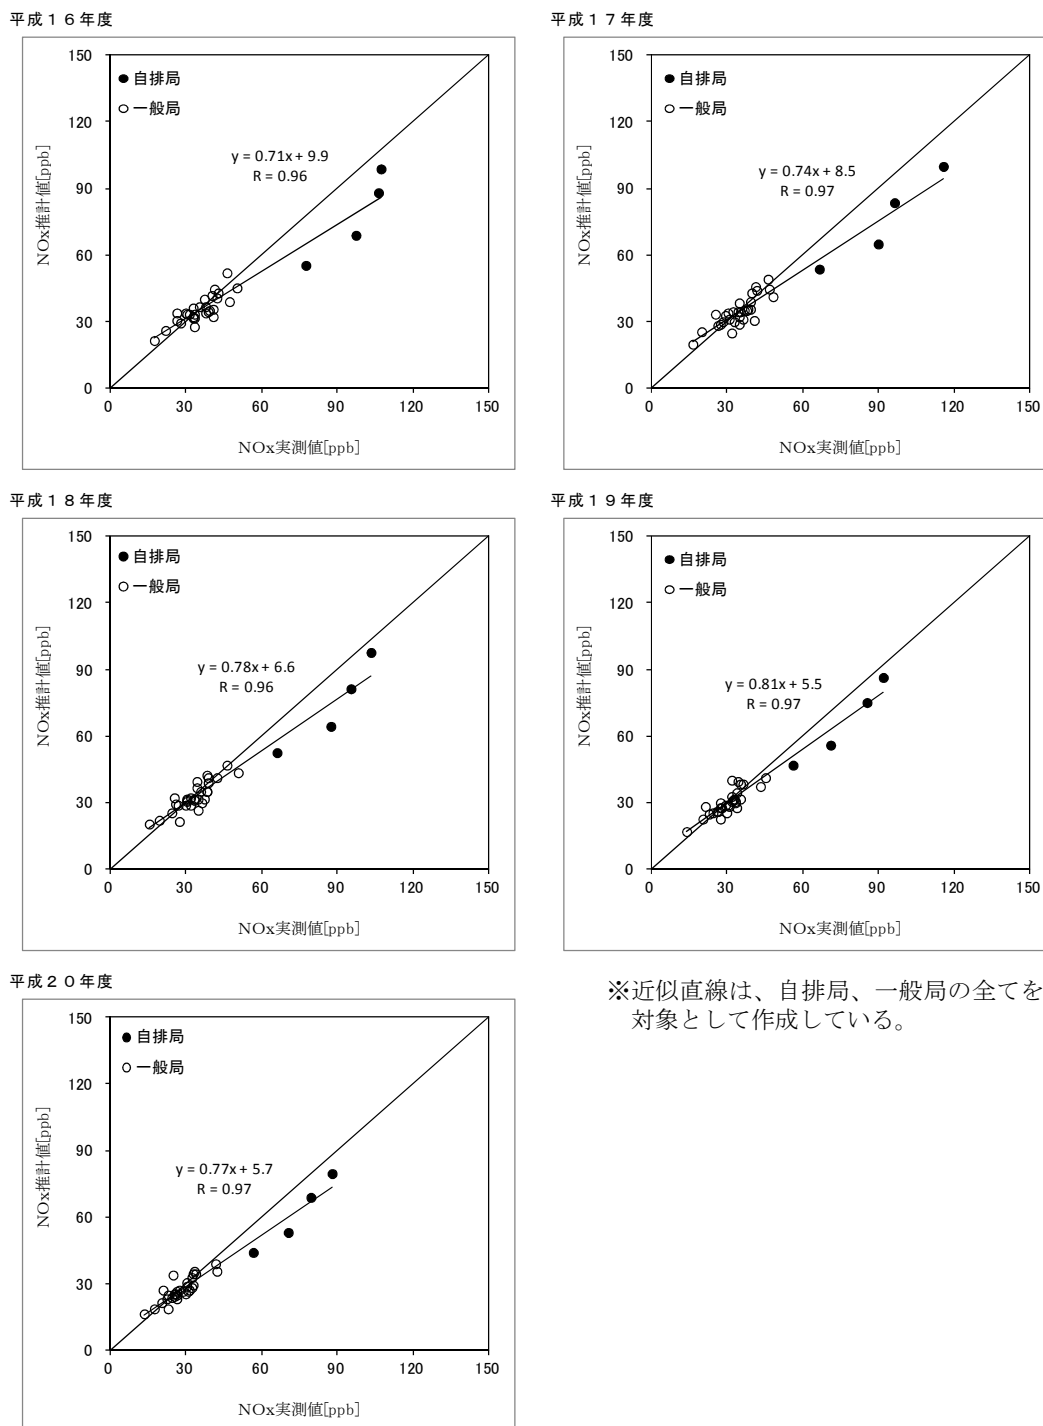 平成１６年度
150
120
90
60
30
0
0 30 60 90 120 150
NOx推計値[ppb]
NOx実測値[ppb]
●自排局
○一般局
y = 0.71x + 9.9
R = 0.96
平成１７年度
150
120
90
60
30
0
0 30 60 90 120 150
NOx推計値[ppb]
NOx実測値[ppb]
●自排局
○一般局
y = 0.74x + 8.5
R = 0.97
平成１８年度
150
120
90
60
30
0
0 30 60 90 120 150
NOx推計値[ppb]
NOx実測値[ppb]
●自排局
○一般局
y = 0.78x + 6.6
R = 0.96
平成１９年度
150
120
90
60
30
0
0 30 60 90 120 150
NOx推計値[ppb]
NOx実測値[ppb]
●自排局
○一般局
y = 0.81x + 5.5
R = 0.97
平成２０年度
150
120
90
60
30
0
0 30 60 90 120 150
NOx推計値[ppb]
NOx実測値[ppb]
●自排局
○一般局
y = 0.77x + 5.7
R = 0.97
※近似直線は、自排局、一般局の全てを
対象として作成している。